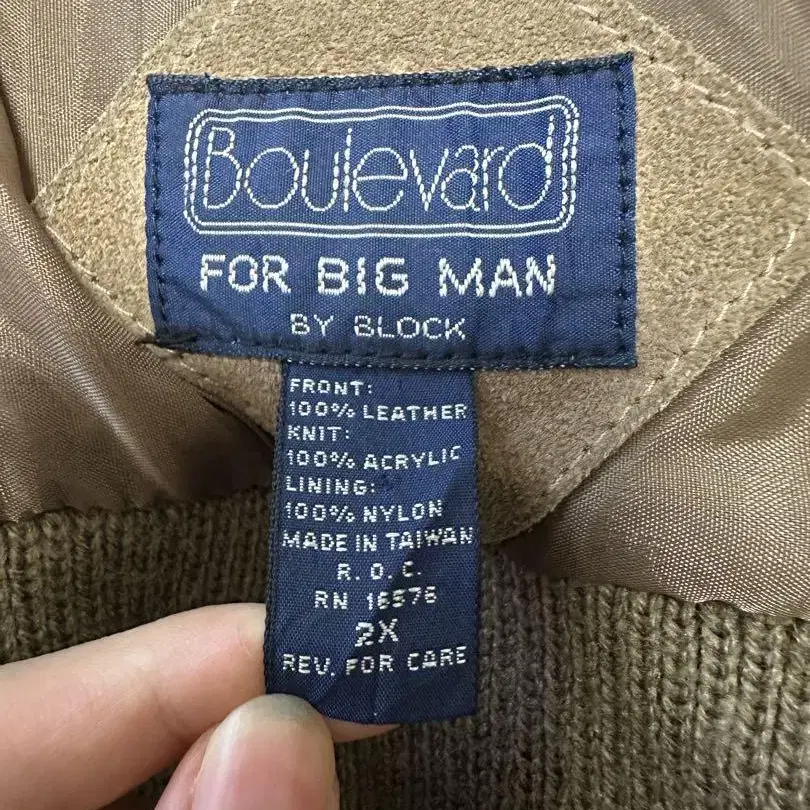 Boulevard
FOR BIG MAN
BY BLOCK
FRONT:
100% LEATHER
KNIT:
100% ACRYLIC
LINING:
100% NYLON
MADE IN TAIWAN
R. O. C.
RN 16576
2X
REV. FOR CARE